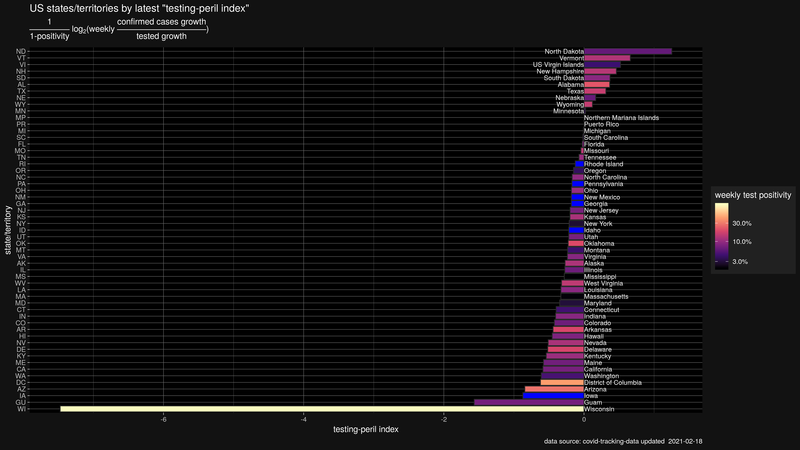 US states/territories by latest "testing-peril index"
1 confirmed cases growth
1-positivity log2(weekly tested growth )
ND North Dakota
VT Vermont
VI US Virgin Islands
NH New Hampshire
SD South Dakota
AL Alabama
TX Texas
NE Nebraska
WY Wyoming
MN Minnesota
MP Northern Mariana Islands
PR Puerto Rico
MI Michigan
SC South Carolina
FL Florida
MO Missouri
TN Tennessee
RI Rhode Island
OR Oregon
NC North Carolina
PA Pennsylvania
OH Ohio
NM New Mexico
GA Georgia
NJ New Jersey
KS Kansas
NY New York
ID Idaho
UT Utah
OK Oklahoma
MT Montana
VA Virginia
AK Alaska
IL Illinois
MS Mississippi
WV West Virginia
LA Louisiana
MA Massachusetts
MD Maryland
CT Connecticut
IN Indiana
CO Colorado
AR Arkansas
HI Hawaii
NV Nevada
DE Delaware
KY Kentucky
ME Maine
CA California
WA Washington
DC District of Columbia
AZ Arizona
IA Iowa
GU Guam
WI Wisconsin
state/territory
-6 -4 -2 0
testing-peril index
weekly test positivity
30.0%
10.0%
3.0%
data source: covid-tracking-data updated 2021-02-18